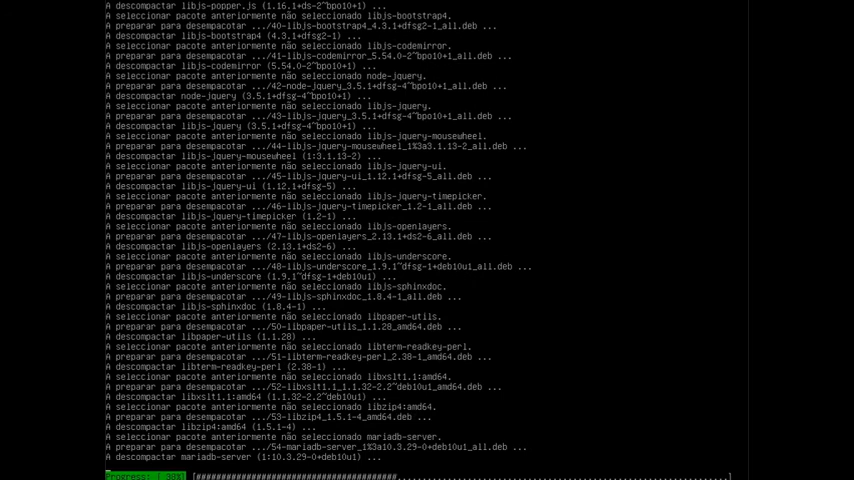 A descompactar libjs-popper.js (1.16.1+ds-2~bpo10+1) ...
A seleccionar pacote anteriormente não seleccionado libjs-bootstrap4.
A preparar para desempacotar .../40-libjs-bootstrap4_4.3.1+dfsg2-1_all.deb ...
A descompactar libjs-bootstrap4 (4.3.1+dfsg2-1) ...
A seleccionar pacote anteriormente não seleccionado libjs-codemirror.
A preparar para desempacotar .../41-libjs-codemirror_5.54.0-2~bpo10+1_all.deb ...
A descompactar libjs-codemirror (5.54.0-2~bpo10+1) ...
A seleccionar pacote anteriormente não seleccionado node-jquery.
A preparar para desempacotar .../42-node-jquery_3.5.1+dfsg-4~bpo10+1_all.deb ...
A descompactar node-jquery (3.5.1+dfsg-4~bpo10+1) ...
A seleccionar pacote anteriormente não seleccionado libjs-jquery.
A preparar para desempacotar .../43-libjs-jquery_3.5.1+dfsg-4~bpo10+1_all.deb ...
A descompactar libjs-jquery (3.5.1+dfsg-4~bpo10+1) ...
A seleccionar pacote anteriormente não seleccionado libjs-jquery-mousewheel.
A preparar para desempacotar .../44-libjs-jquery-mousewheel_1%3a3.1.13-2_all.deb ...
A descompactar libjs-jquery-mousewheel (1:3.1.13-2) ...
A seleccionar pacote anteriormente não seleccionado libjs-jquery-ui.
A preparar para desempacotar .../45-libjs-jquery-ui_1.12.1+dfsg-5_all.deb ...
A descompactar libjs-jquery-ui (1.12.1+dfsg-5) ...
A seleccionar pacote anteriormente não seleccionado libjs-jquery-timepicker.
A preparar para desempacotar .../46-libjs-jquery-timepicker_1.2-1_all.deb ...
A descompactar libjs-jquery-timepicker (1.2-1) ...
A seleccionar pacote anteriormente não seleccionado libjs-openlayers.
A preparar para desempacotar .../47-libjs-openlayers_2.13.1+ds2-6_all.deb ...
A descompactar libjs-openlayers (2.13.1+ds2-6) ...
A seleccionar pacote anteriormente não seleccionado libjs-underscore.
A preparar para desempacotar .../48-libjs-underscore_1.9.1~dfsg-1+deb10u1_all.deb ...
A descompactar libjs-underscore (1.9.1~dfsg-1+deb10u1) ...
A seleccionar pacote anteriormente não seleccionado libjs-sphinxdoc.
A preparar para desempacotar .../49-libjs-sphinxdoc_1.8.4-1_all.deb ...
A descompactar libjs-sphinxdoc (1.8.4-1) ...
A seleccionar pacote anteriormente não seleccionado libpaper-utils.
A preparar para desempacotar .../50-libpaper-utils_1.1.28_amd64.deb ...
A descompactar libpaper-utils (1.1.28) ...
A seleccionar pacote anteriormente não seleccionado libterm-readkey-perl.
A preparar para desempacotar .../51-libterm-readkey-perl_2.38-1_amd64.deb ...
A descompactar libterm-readkey-perl (2.38-1) ...
A seleccionar pacote anteriormente não seleccionado libxslt1.1:amd64.
A preparar para desempacotar .../52-libxslt1.1_1.1.32-2.2~deb10u1_amd64.deb ...
A descompactar libxslt1.1:amd64 (1.1.32-2.2~deb10u1) ...
A seleccionar pacote anteriormente não seleccionado libzip4:amd64.
A preparar para desempacotar .../53-libzip4_1.5.1-4_amd64.deb ...
A descompactar libzip4:amd64 (1.5.1-4) ...
A seleccionar pacote anteriormente não seleccionado mariadb-server.
A preparar para desempacotar .../54-mariadb-server_1%3a10.3.29-0+deb10u1_all.deb ...
A descompactar mariadb-server (1:10.3.29-0+deb10u1) ...
Progress: [ 38%]